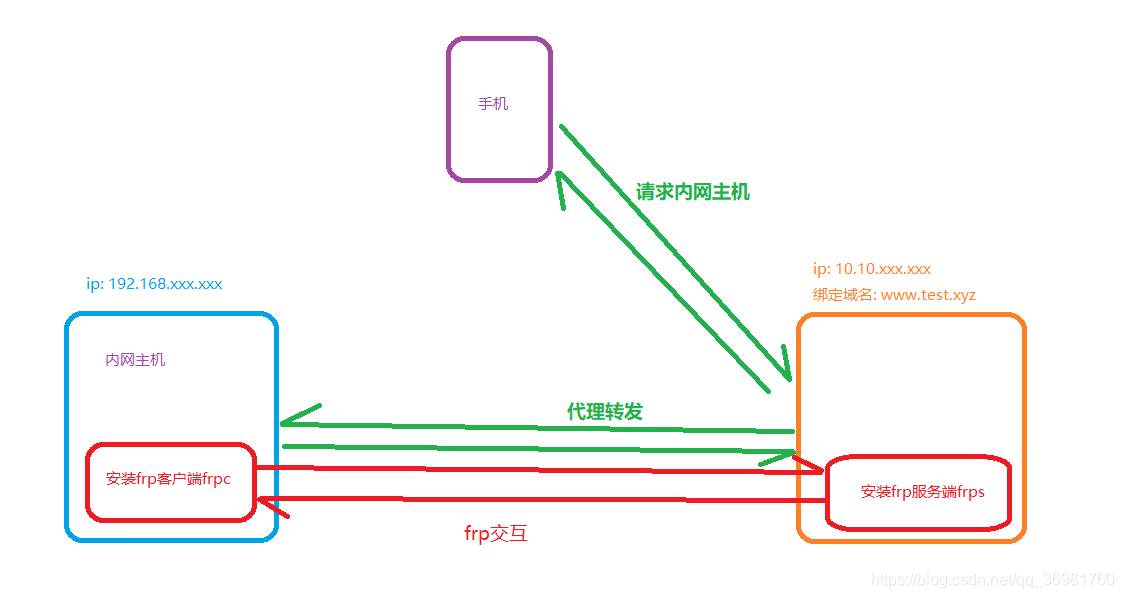 手机
请求内网主机
ip: 10.10.xxx.xxx
绑定域名: www.test.xyz
ip: 192.168.xxx.xxx
内网主机
代理转发
安装frp客户端frpc
安装frp服务端frps
frp交互
https://blog.csdn.net/qq_36981760